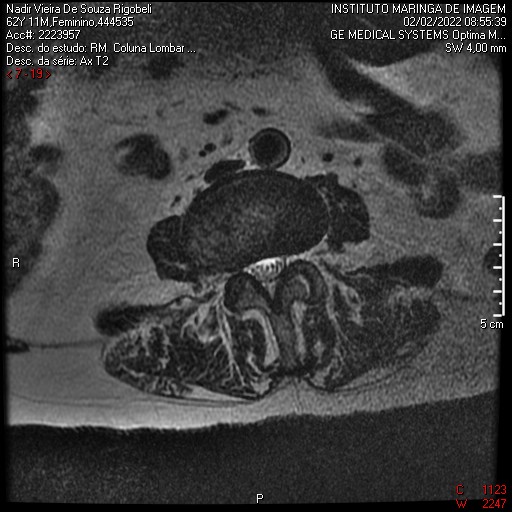 Nadir Vieira De Souza Rigobeli
62Y 11M,Feminino,444535
Acc#: 2223957
Desc. do estudo: RM  Coluna Lombar ...
Desc. da série: Ax T2
<7 -19>
INSTITUTO MARINGA DE IMAGEM
02/02/2022 08:55:39
GE MEDICAL SYSTEMS Optima M...
SW 4,00 mm
R
5 cm
P
C 1123
W 2247